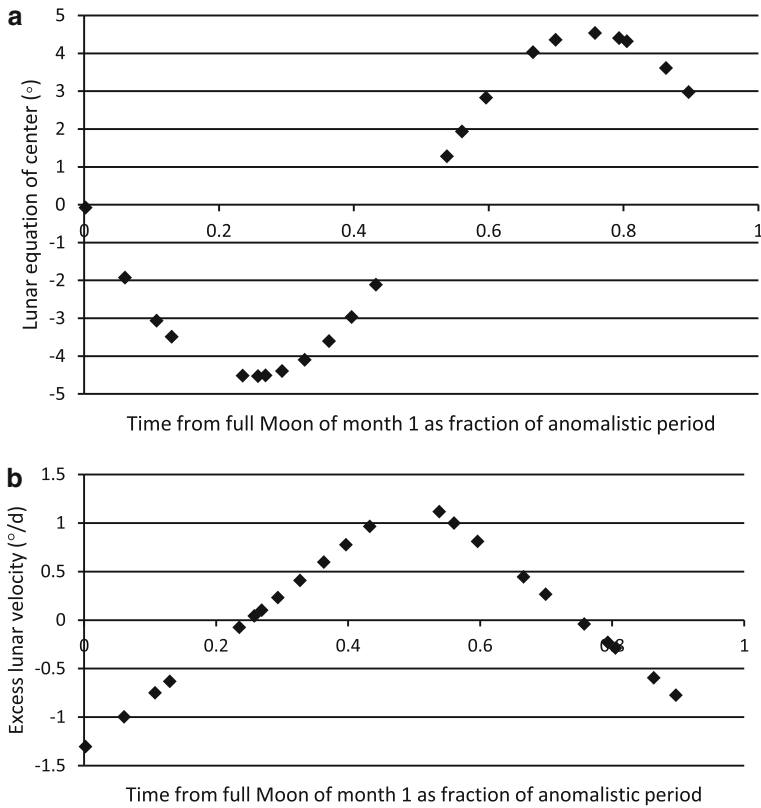 a
5
4
3
2
1
0
-1
-2
-3
-4
-5
0 0.2 0.4 0.6 0.8 1
Lunar equation of center (°)
Time from full Moon of month 1 as fraction of anomalistic period
b
1.5
1
0.5
0
-0.5
-1
-1.5
0 0.2 0.4 0.6 0.8 1
Excess lunar velocity (°/d)
Time from full Moon of month 1 as fraction of anomalistic period